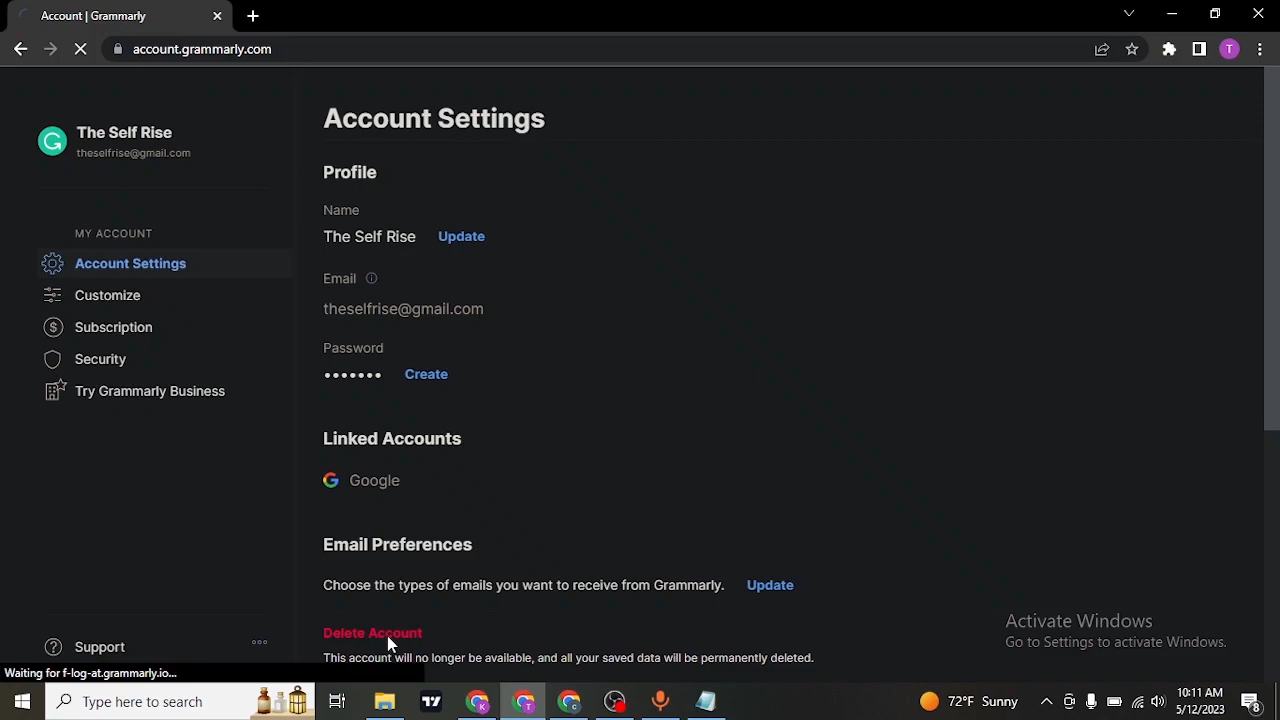 Account | Grammarly
account.grammarly.com
T
The Self Rise
theselfrise@gmail.com
MY ACCOUNT
Account Settings
Customize
Subscription
Security
Try Grammarly Business
Support
Account Settings
Profile
Name
The Self Rise Update
Email
theselfrise@gmail.com
Password
Create
Linked Accounts
Google
Email Preferences
Choose the types of emails you want to receive from Grammarly. Update
Delete Account
This account will no longer be available, and all your saved data will be permanently deleted.
Activate Windows
Go to Settings to activate Windows.
Waiting for f-log-at.grammarly.io...
Type here to search
K
T
C
72°F Sunny
10:11 AM
5/12/2023
8